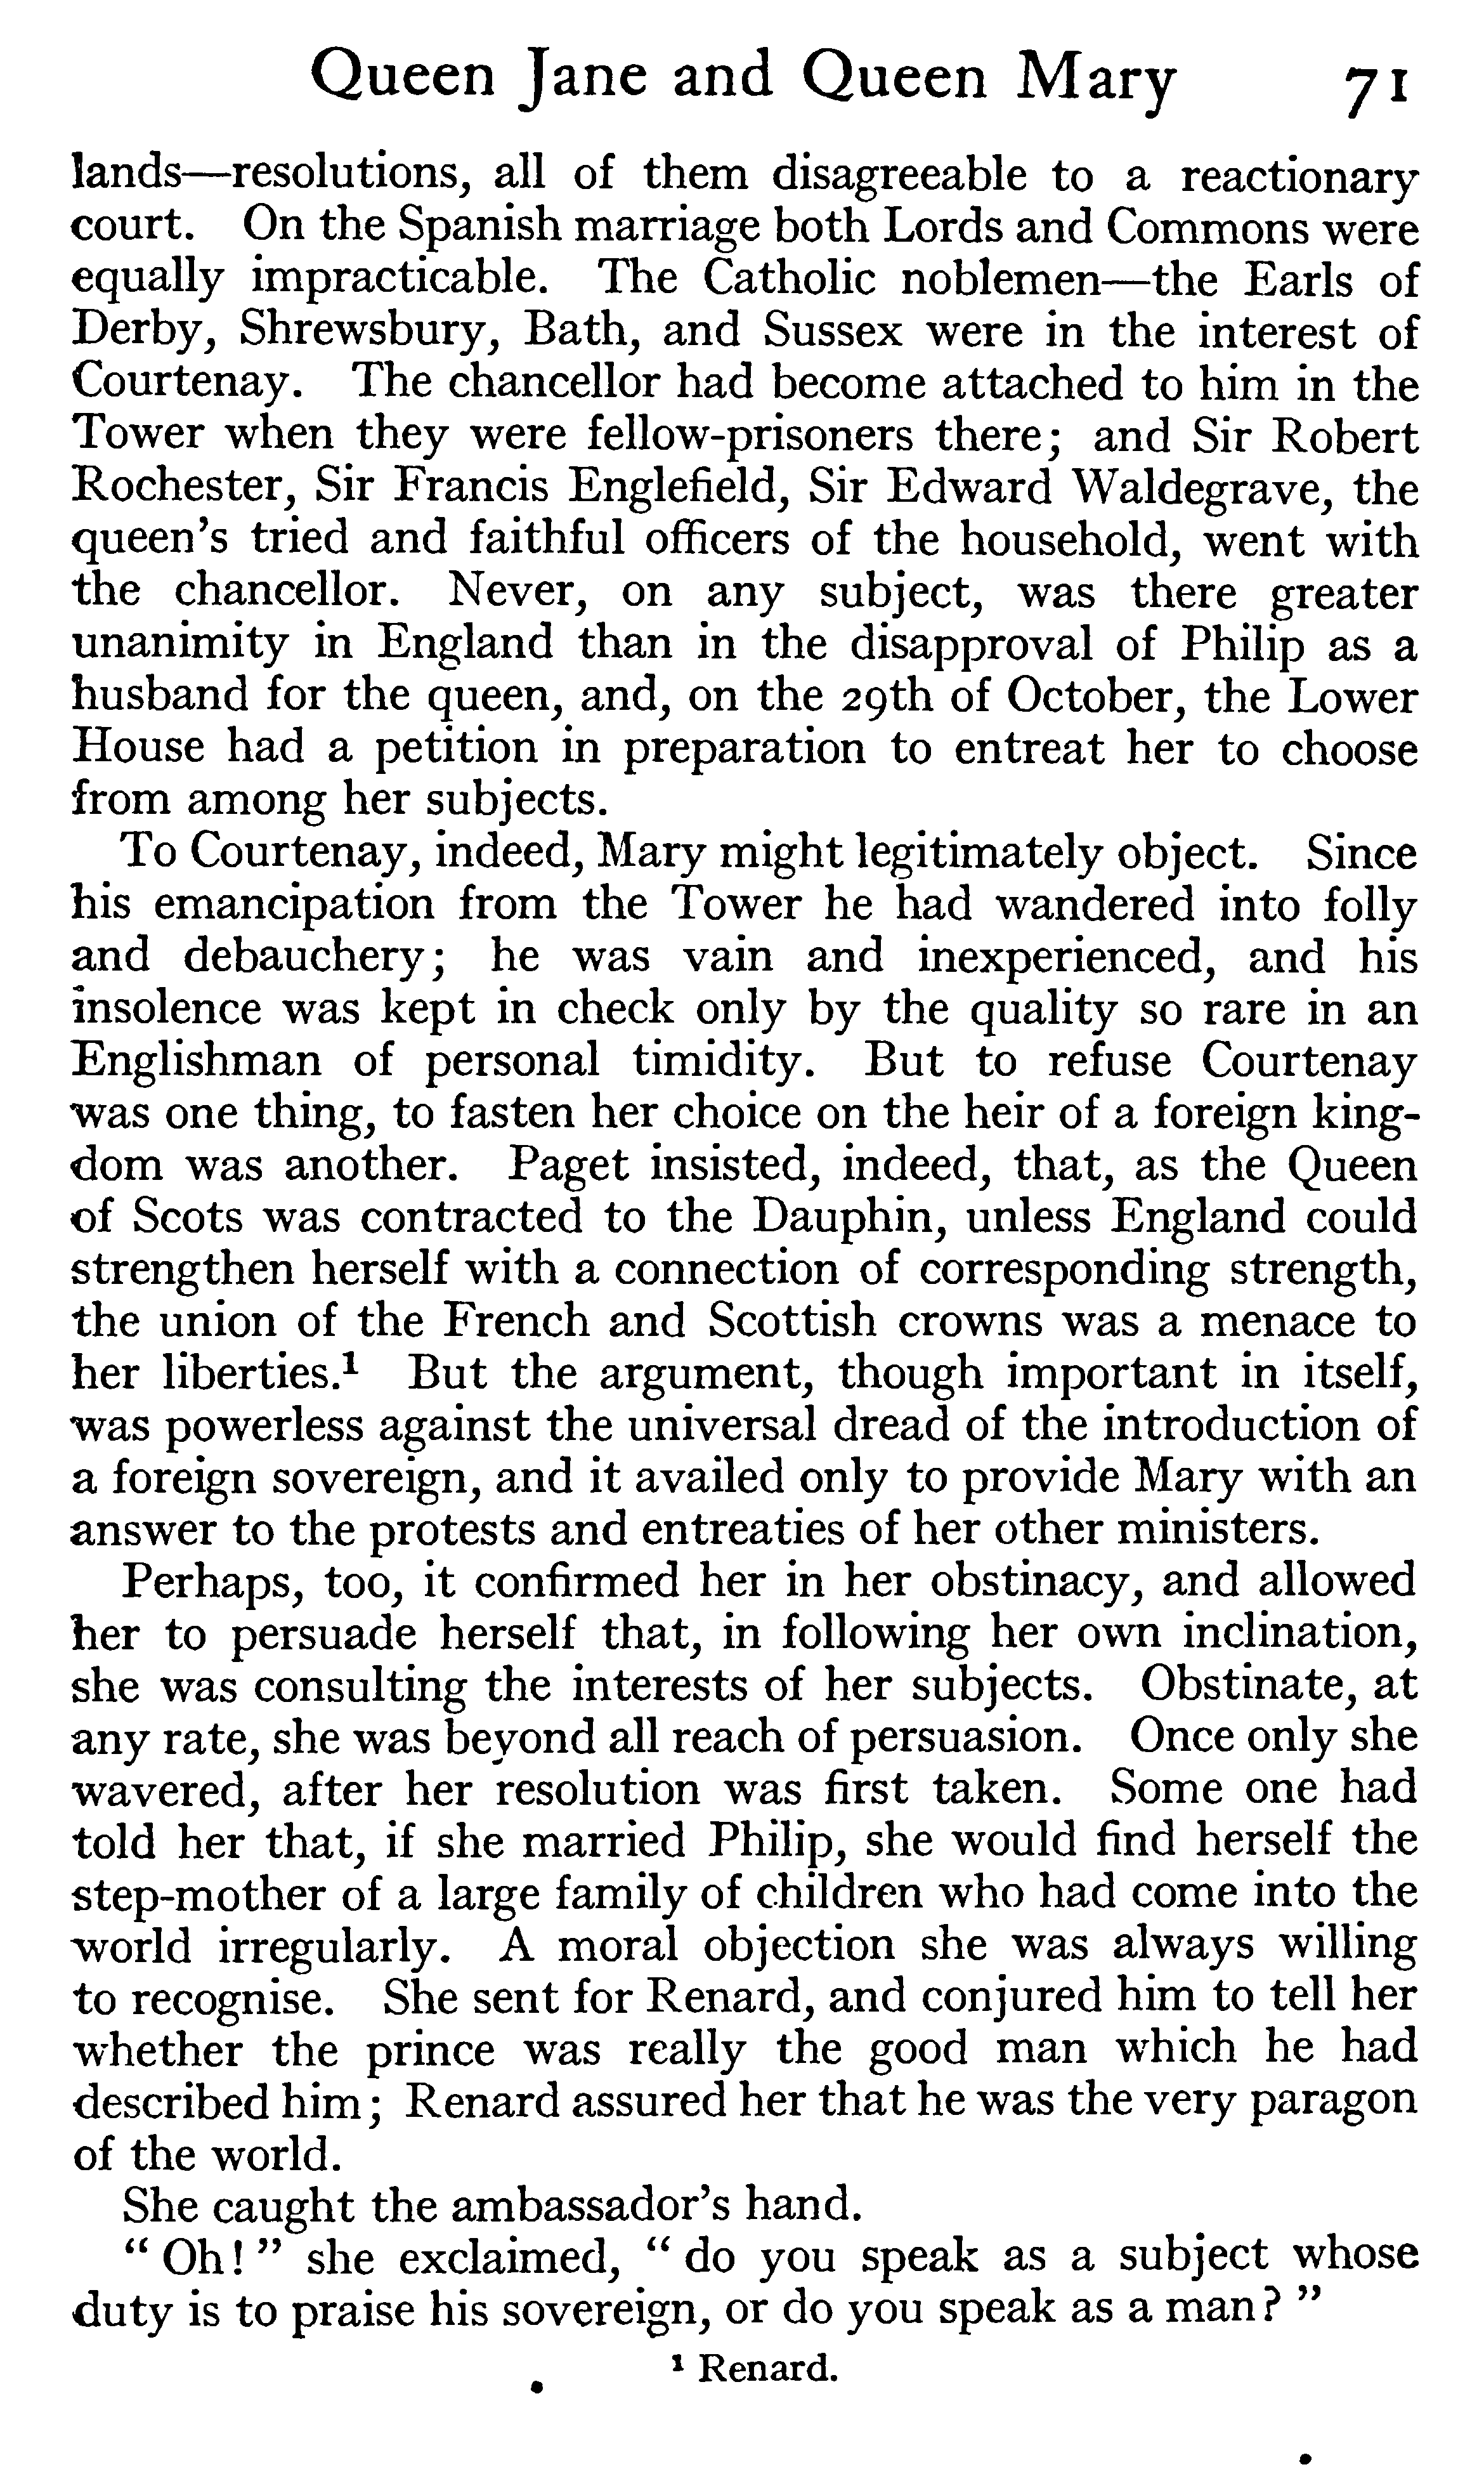 Queen Jane and Queen Mary 71
lands—resolutions, all of them disagreeable to a reactionary
court. On the Spanish marriage both Lords and Commons were
equally impracticable. The Catholic noblemen—the Earls of
Derby, Shrewsbury, Bath, and Sussex were in the interest of
Courtenay. The chancellor had become attached to him in the
Tower when they were fellow-prisoners there; and Sir Robert
Rochester, Sir Francis Englefield, Sir Edward Waldegrave, the
queen's tried and faithful officers of the household, went with
the chancellor. Never, on any subject, was there greater
unanimity in England than in the disapproval of Philip as a
husband for the queen, and, on the 29th of October, the Lower
House had a petition in preparation to entreat her to choose
from among her subjects.
To Courtenay, indeed, Mary might legitimately object. Since
his emancipation from the Tower he had wandered into folly
and debauchery; he was vain and inexperienced, and his
insolence was kept in check only by the quality so rare in an
Englishman of personal timidity. But to refuse Courtenay
was one thing, to fasten her choice on the heir of a foreign king-
dom was another. Paget insisted, indeed, that, as the Queen
of Scots was contracted to the Dauphin, unless England could
strengthen herself with a connection of corresponding strength,
the union of the French and Scottish crowns was a menace to
her liberties.¹ But the argument, though important in itself,
was powerless against the universal dread of the introduction of
a foreign sovereign, and it availed only to provide Mary with an
answer to the protests and entreaties of her other ministers.
Perhaps, too, it confirmed her in her obstinacy, and allowed
her to persuade herself that, in following her own inclination,
she was consulting the interests of her subjects. Obstinate, at
any rate, she was beyond all reach of persuasion. Once only she
wavered, after her resolution was first taken. Some one had
told her that, if she married Philip, she would find herself the
step-mother of a large family of children who had come into the
world irregularly. A moral objection she was always willing
to recognise. She sent for Renard, and conjured him to tell her
whether the prince was really the good man which he had
described him; Renard assured her that he was the very paragon
of the world.
She caught the ambassador's hand.
" Oh! " she exclaimed, " do you speak as a subject whose
duty is to praise his sovereign, or do you speak as a man? "
¹ Renard.